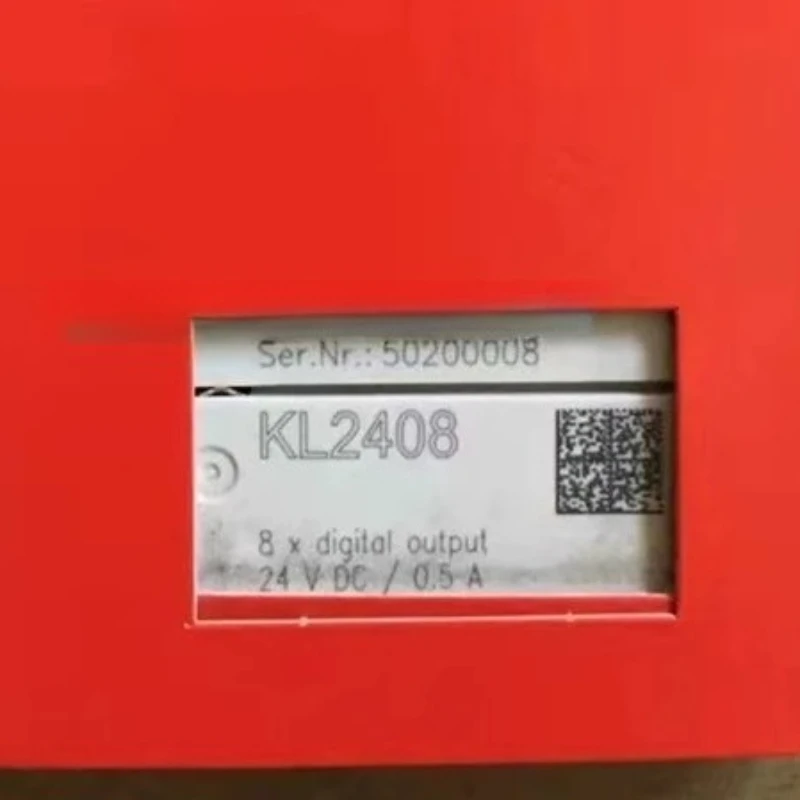 Ser.Nr.: 50200008
KL2408
8 x digital output
24 V DC / 0.5 A